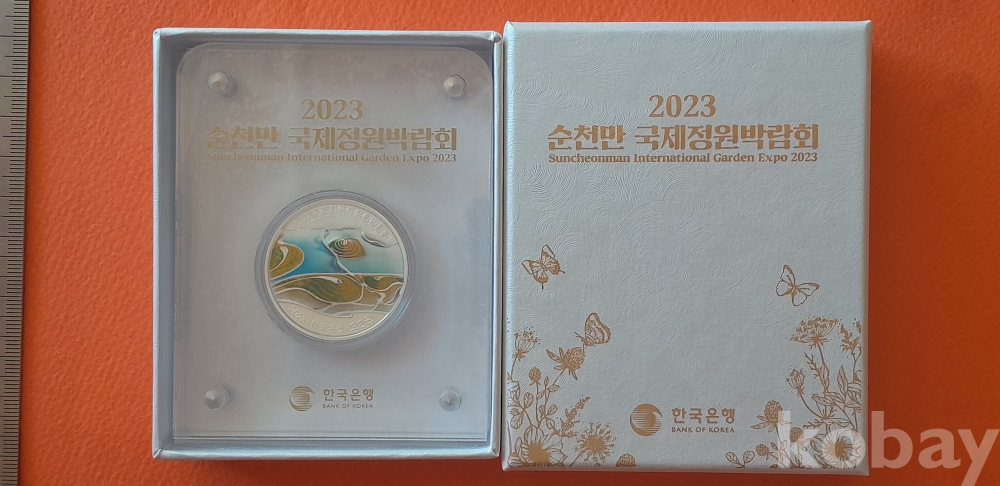 2023
순천만 국제정원박람회
Suncheonman International Garden Expo 2023
한국은행
BANK OF KOREA
2023
순천만 국제정원박람회
Suncheonman International Garden Expo 2023
한국은행
BANK OF KOREA
kobay